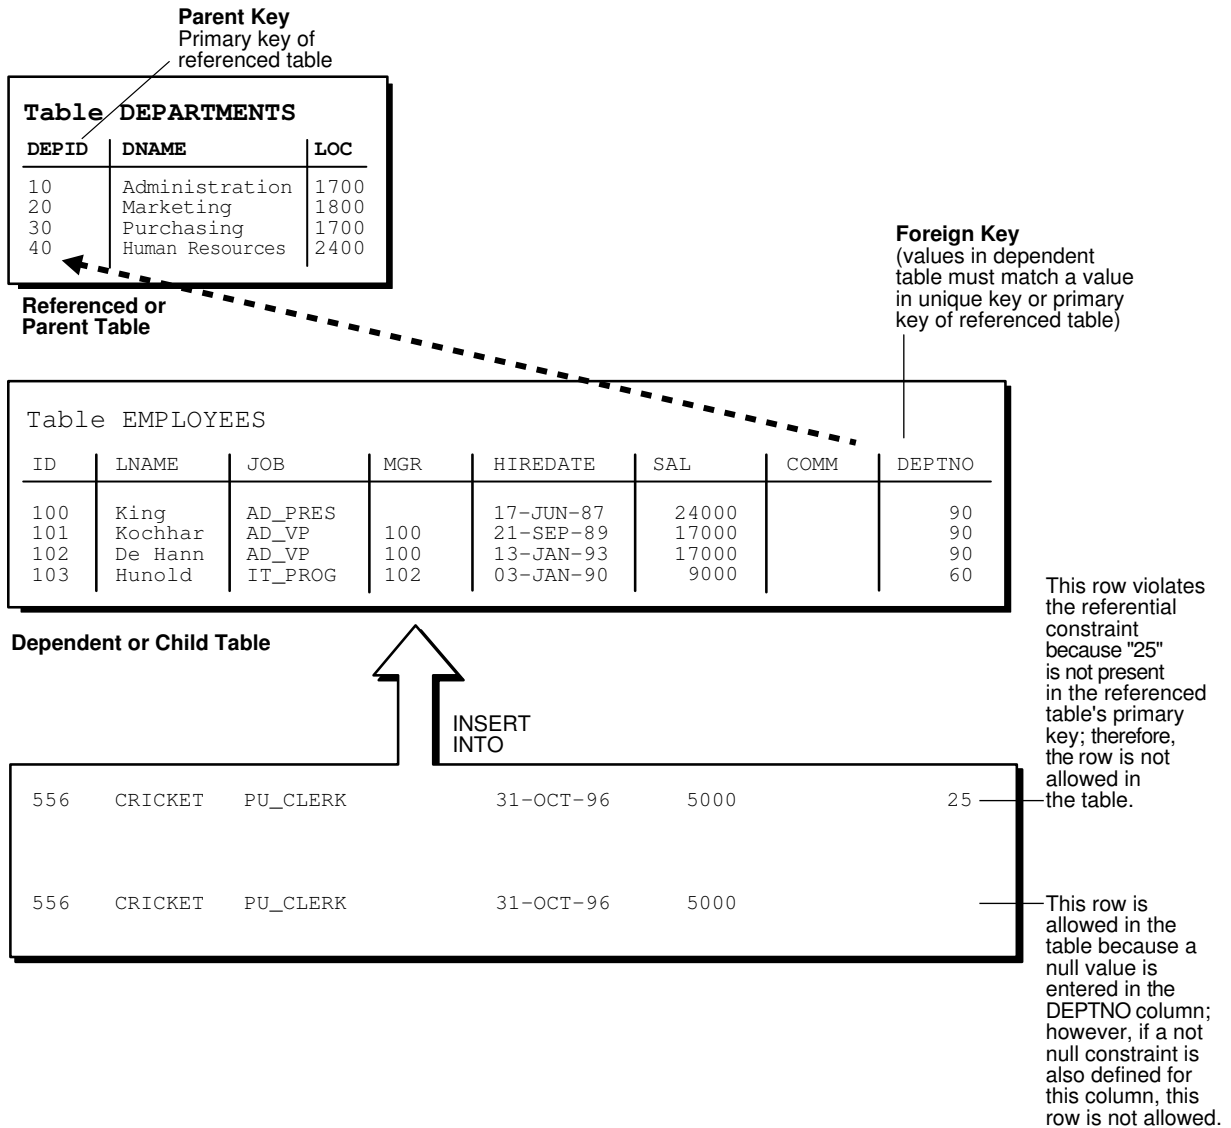 Parent Key
Primary key of
referenced table
Table DEPARTMENTS
DEPID DNAME LOC
10 Administration 1700
20 Marketing 1800
30 Purchasing 1700
40 Human Resources 2400
Referenced or
Parent Table
Foreign Key
(values in dependent
table must match a value
in unique key or primary
key of referenced table)
Table EMPLOYEES
ID LNAME JOB MGR HIREDATE SAL COMM DEPTNO
100 King AD_PRES 17-JUN-87 24000 90
101 Kochhar AD_VP 100 21-SEP-89 17000 90
102 De Hann AD_VP 100 13-JAN-93 17000 90
103 Hunold IT_PROG 102 03-JAN-90 9000 60
Dependent or Child Table
INSERT
INTO
556 CRICKET PU_CLERK 31-OCT-96 5000 25
This row violates
the referential
constraint
because "25"
is not present
in the referenced
table's primary
key; therefore,
the row is not
allowed in
the table.
556 CRICKET PU_CLERK 31-OCT-96 5000
This row is
allowed in the
table because a
null value is
entered in the
DEPTNO column;
however, if a not
null constraint is
also defined for
this column, this
row is not allowed.